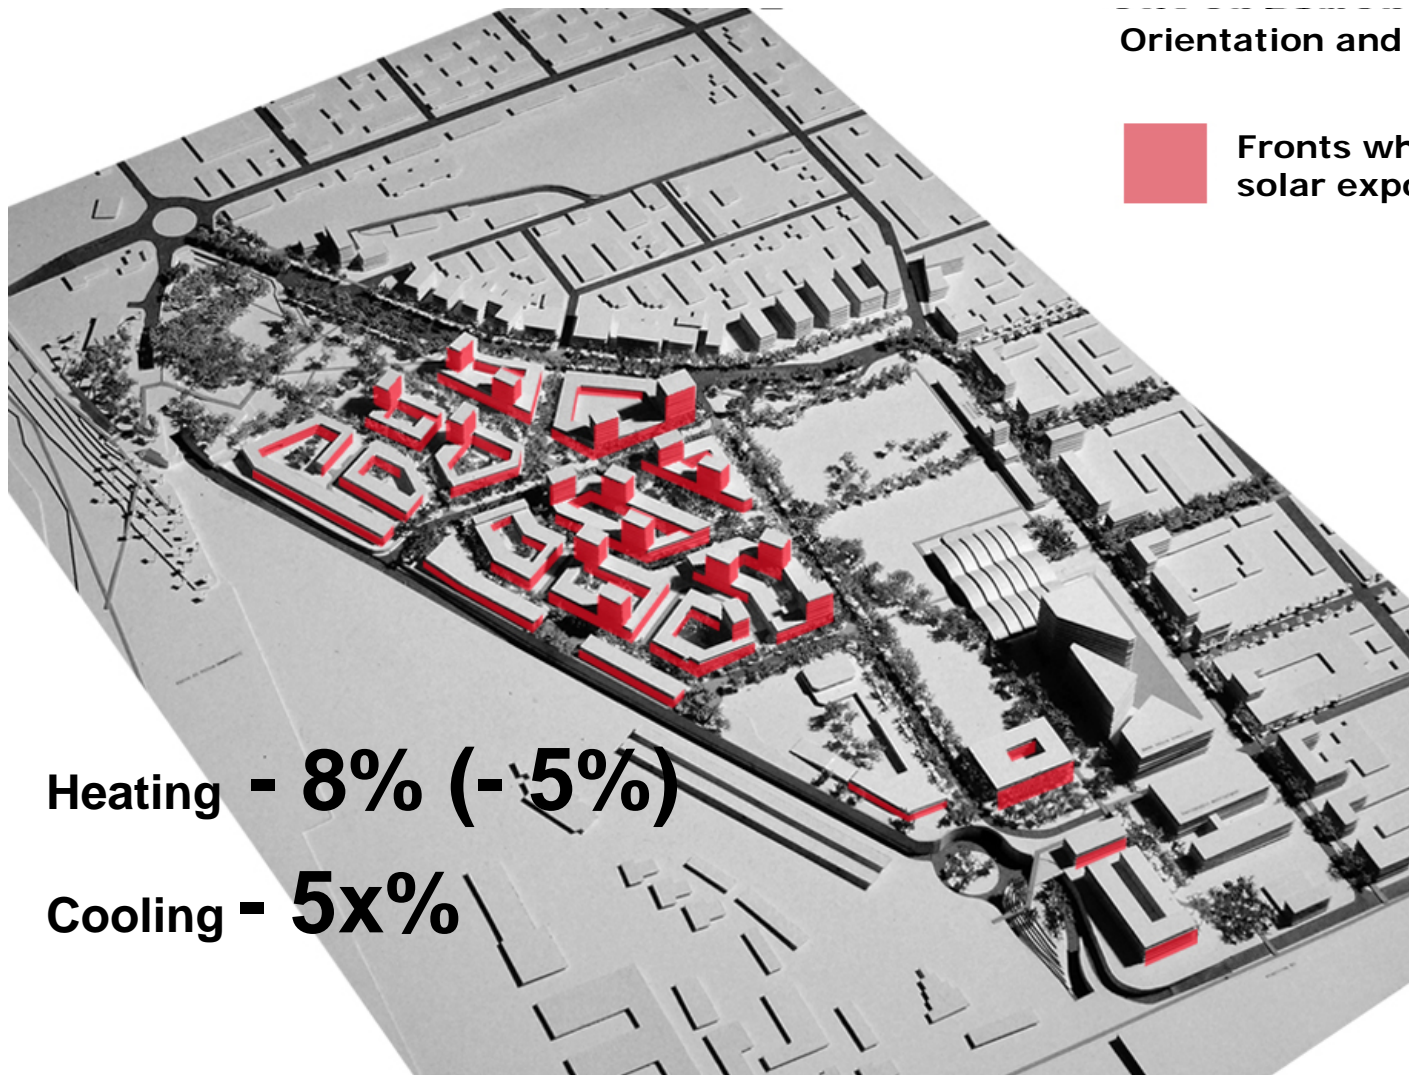 Orientation and
Fronts wh
solar expo
Heating - 8% (- 5%)
Cooling - 5x%